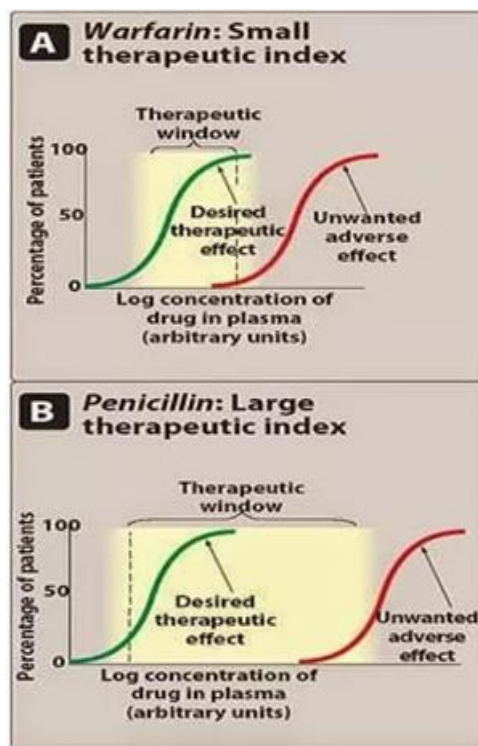 A
Warfarin: Small
therapeutic index
Therapeutic
window
100
50
0
Percentage of patients
Desired
therapeutic
effect
Unwanted
adverse
effect
Log concentration of
drug in plasma
(arbitrary units)
B
Penicillin: Large
therapeutic index
Therapeutic
window
100
50
0
Percentage of patients
Desired
therapeutic
effect
Unwanted
adverse
effect
Log concentration of
drug in plasma
(arbitrary units)